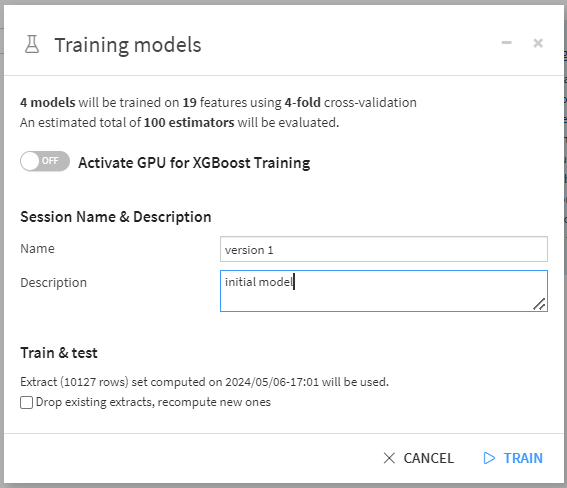 Training models
4 models will be trained on 19 features using 4-fold cross-validation
An estimated total of 100 estimators will be evaluated.
OFF Activate GPU for XGBoost Training
Session Name & Description
Name version 1
Description initial model
Train & test
Extract (10127 rows) set computed on 2024/05/06-17:01 will be used.
Drop existing extracts, recompute new ones
CANCEL TRAIN